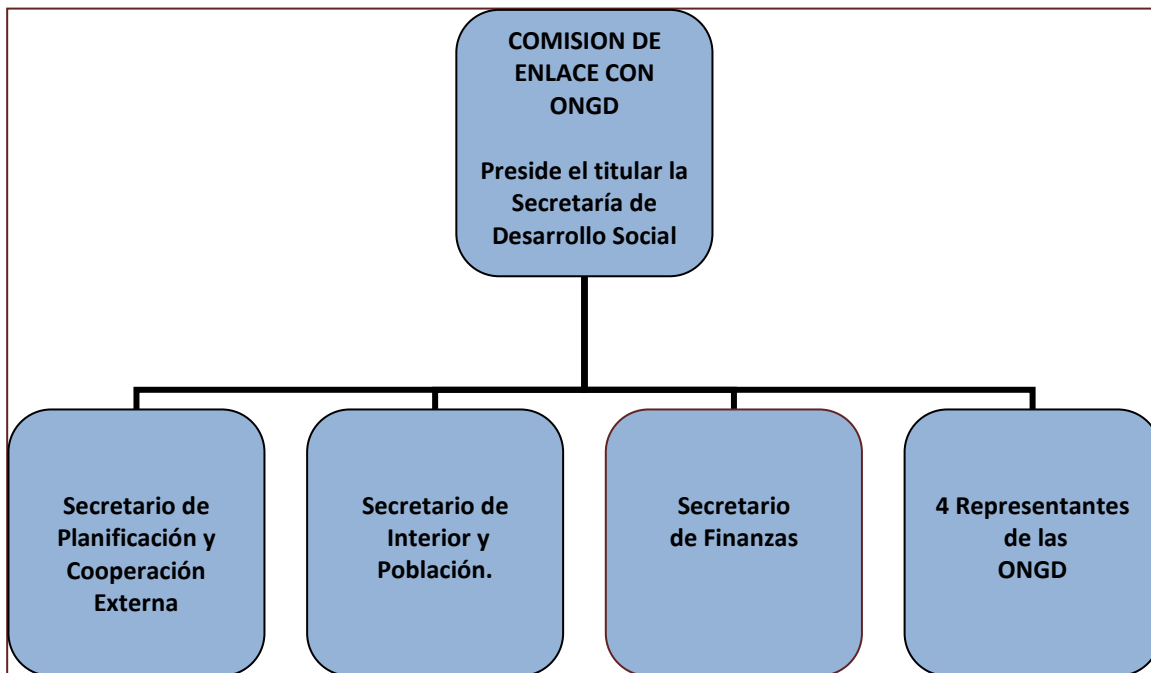 COMISION DE
ENLACE CON
ONGD
Preside el titular la
Secretaría de
Desarrollo Social
Secretario de
Planificación y
Cooperación
Externa
Secretario de
Interior y
Población.
Secretario
de Finanzas
4 Representantes
de las
ONGD